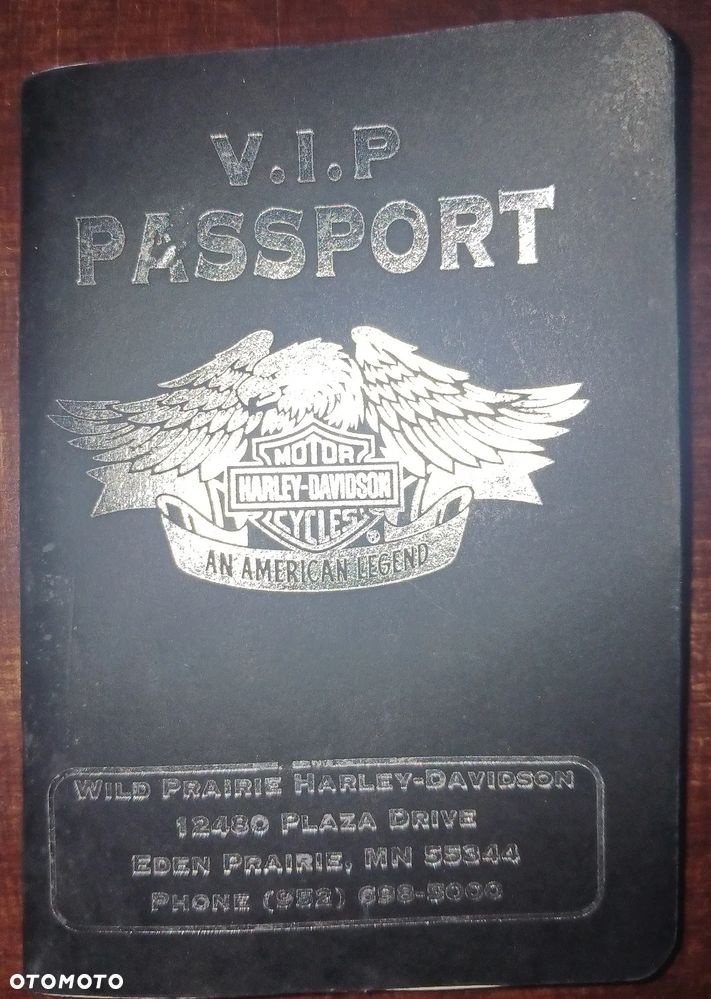 V.I.P
PASSPORT
MOTOR
HARLEY-DAVIDSON
CYCLES ®
AN AMERICAN LEGEND
WILD PRAIRIE HARLEY-DAVIDSON
12480 PLAZA DRIVE
EDEN PRAIRIE, MN 55344
PHONE (952) 698-5000
OTOMOTO